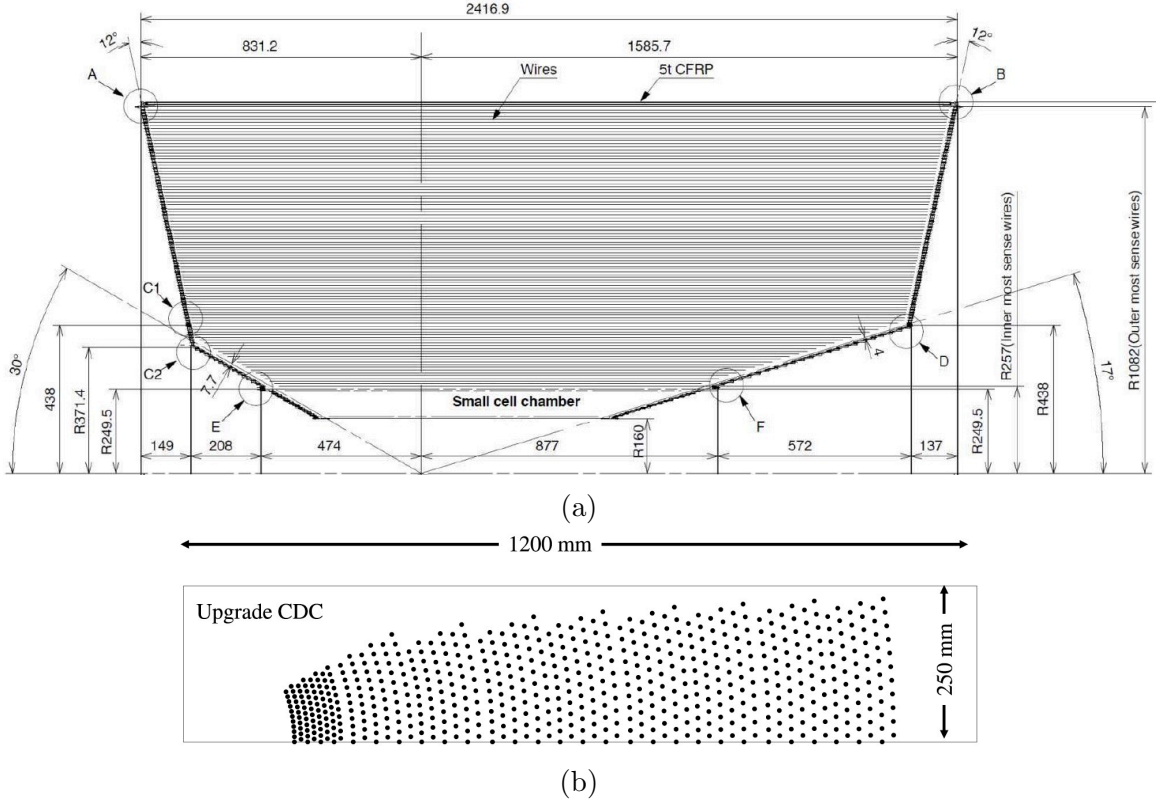 2416.9
12°
12°
831.2
1585.7
A
Wires
5t CFRP
B
C1
C2
30°
438
R371.4
R249.5
7.7
E
Small cell chamber
F
4
D
R160
R257(Inner most sense wires)
R1082(Outer most sense wires)
17°
R438
R249.5
149
208
474
877
572
137
(a)
1200 mm
Upgrade CDC
250 mm
(b)